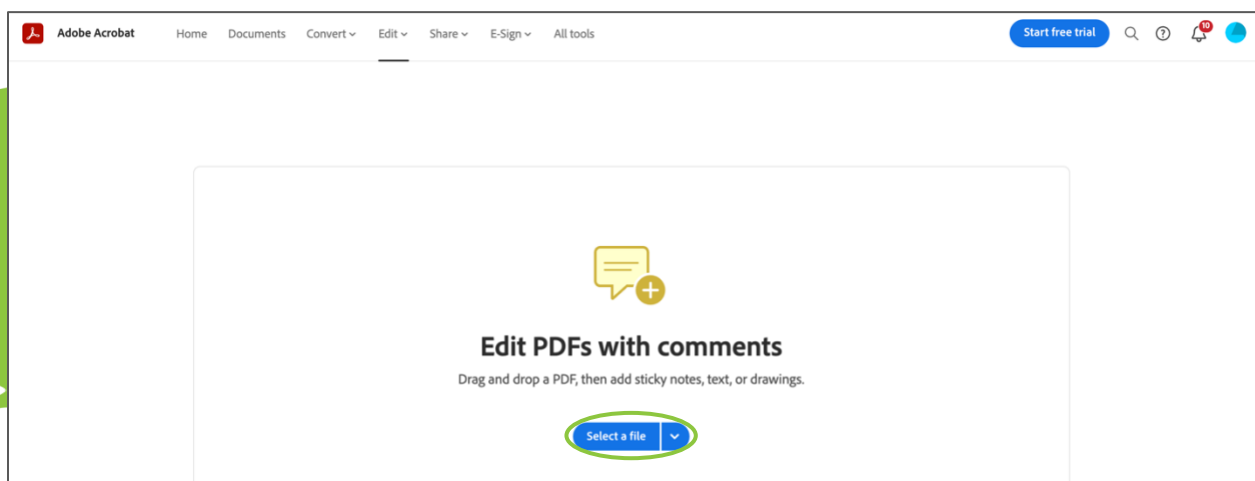 Adobe Acrobat Home Documents Convert Edit Share E-Sign All tools Start free trial 10
Edit PDFs with comments
Drag and drop a PDF, then add sticky notes, text, or drawings.
Select a file